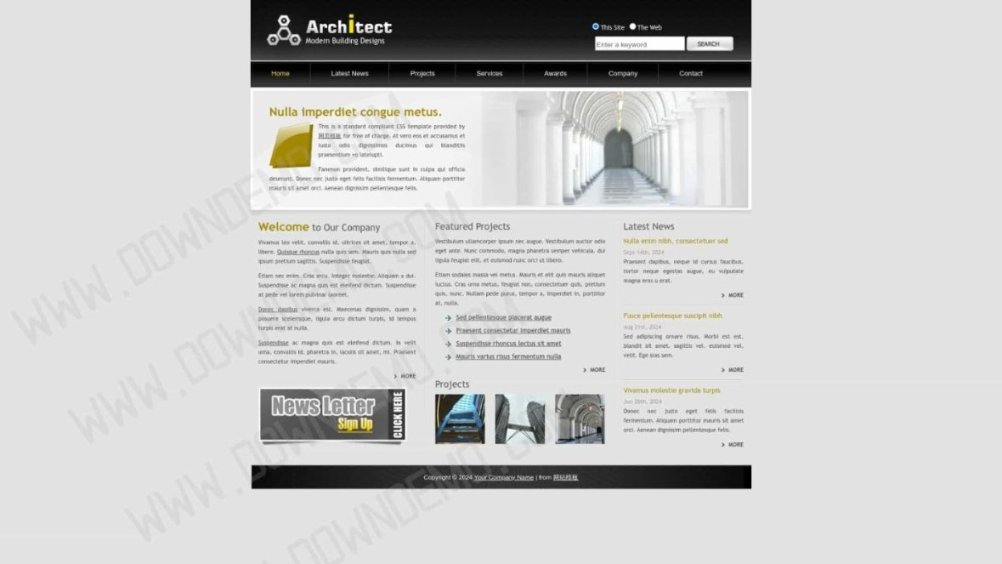 Architect
Modern Building Designs
This Site The Web
Enter a keyword
SEARCH
Home Latest News Projects Services Awards Company Contact
Nulla imperdiet congue metus.
This is a standard compliant CSS template provided by
网页模板 for free of charge. At vero eos et accusamus et
iusto odio dignissimos ducimus qui blanditiis
praesentium vo latelupti.
Faneman provident, similique sunt in culpa qui officia
deserunt. Donec nec justo eget felis facilisis fermentum. Aliquam porttitor
mauris sit amet orci. Aenean dignissim pellentesque felis.
Welcome to Our Company
Vivamus leo velit, convallis id, ultrices sit amet, tempor a,
libero. Quisque rhoncus nulla quis sem. Mauris quis nulla sed
ipsum pretium sagittis. Suspendisse feugiat.
Etiam nec enim. Cras arcu. Integer molestie. Aliquam a dui.
Suspendisse ac magna quis est eleifend dictum. Suspendisse
at pede vel lorem pulvinar laoreet.
Donec dapibus viverra est. Maecenas dignissim, quam a
posuere scelerisque, ligula arcu dictum turpis, id tempus
turpis erat id nulla.
Suspendisse ac magna quis est eleifend dictum. In velit
urna, convallis id, pharetra in, iaculis sit amet, mi. Praesent
consectetur imperdiet mauris.
MORE
News Letter
Sign Up
CLICK HERE
Featured Projects
Vestibulum ullamcorper ipsum nec augue. Vestibulum auctor odio
eget ante. Nunc commodo, magna pharetra semper vehicula, dui
ligula feugiat elit, et euismod nunc orci ut libero.
Etiam sodales massa vel metus. Mauris et elit quis mauris aliquet
luctus. Cras urna metus, feugiat non, consectetuer quis, pretium
quis, nunc. Nullam pede purus, tempor a, imperdiet in, porttitor
at, nulla.
Sed pellentesque placerat augue
Praesent consectetur imperdiet mauris
Suspendisse rhoncus lectus sit amet
Mauris varius risus fermentum nulla
MORE
Projects
Latest News
Nulla enim nibh, consectetuer sed
Sept 14th, 2024
Praesent dapibus, neque id cursus faucibus,
tortor neque egestas augue, eu vulputate
magna eros u erat.
MORE
Fusce pellentesque suscipit nibh
Aug 21st, 2024
Sed adipiscing ornare risus. Morbi est est,
blandit sit amet, sagittis vel, euismod vel,
velit. Ege stas sem.
MORE
Vivamus molestie gravida turpis
Jun 28th, 2024
Donec nec justo eget felis facilisis
fermentum. Aliquam porttitor mauris sit amet
orci. Aenean dignissim pellentesque felis.
MORE
Copyright © 2024 Your Company Name | from 网站模板
WWW.DOWNDEMO.COM
WWW.DOWNDEMO.COM
WWW.DOWNDEMO.COM